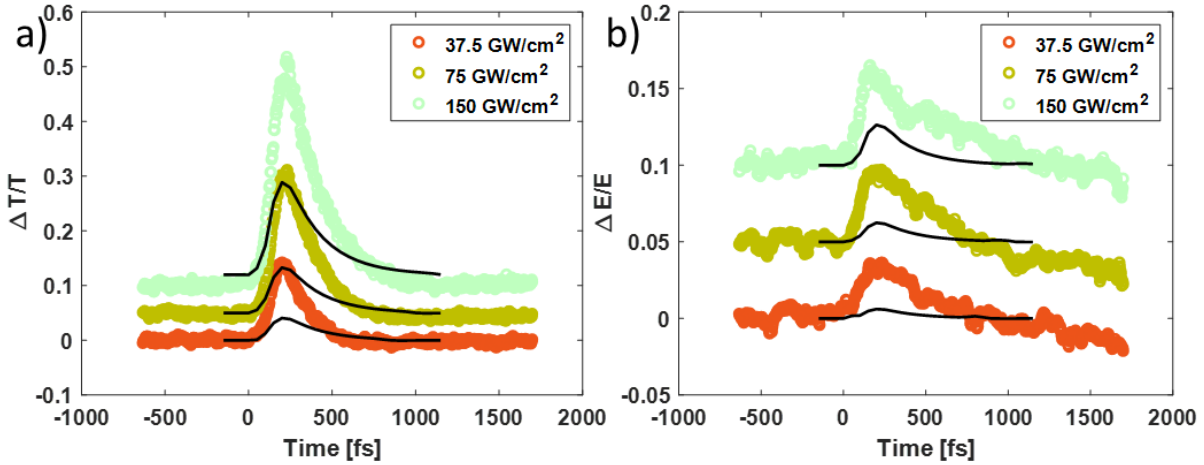 a)
0.6
0.5
0.4
0.3
0.2
0.1
0
-0.1
Δ T/T
37.5 GW/cm²
75 GW/cm²
150 GW/cm²
-1000 -500 0 500 1000 1500 2000
Time [fs]
b)
0.2
0.15
0.1
0.05
0
-0.05
Δ E/E
37.5 GW/cm²
75 GW/cm²
150 GW/cm²
-1000 -500 0 500 1000 1500 2000
Time [fs]